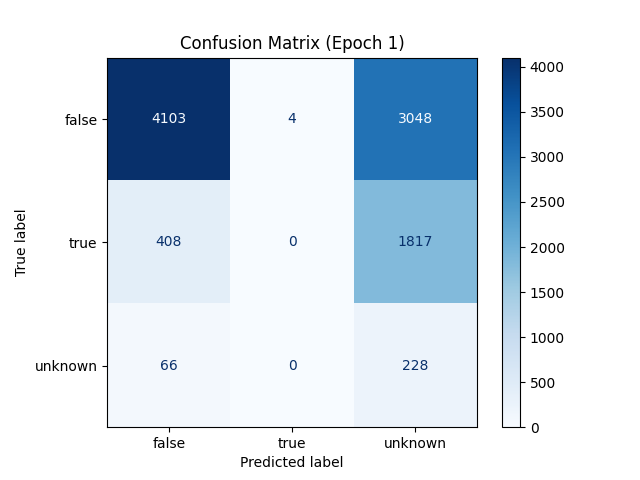 Confusion Matrix (Epoch 1)
True label
false
4103
4
3048
true
408
0
1817
unknown
66
0
228
false
true
unknown
Predicted label
4000
3500
3000
2500
2000
1500
1000
500
0